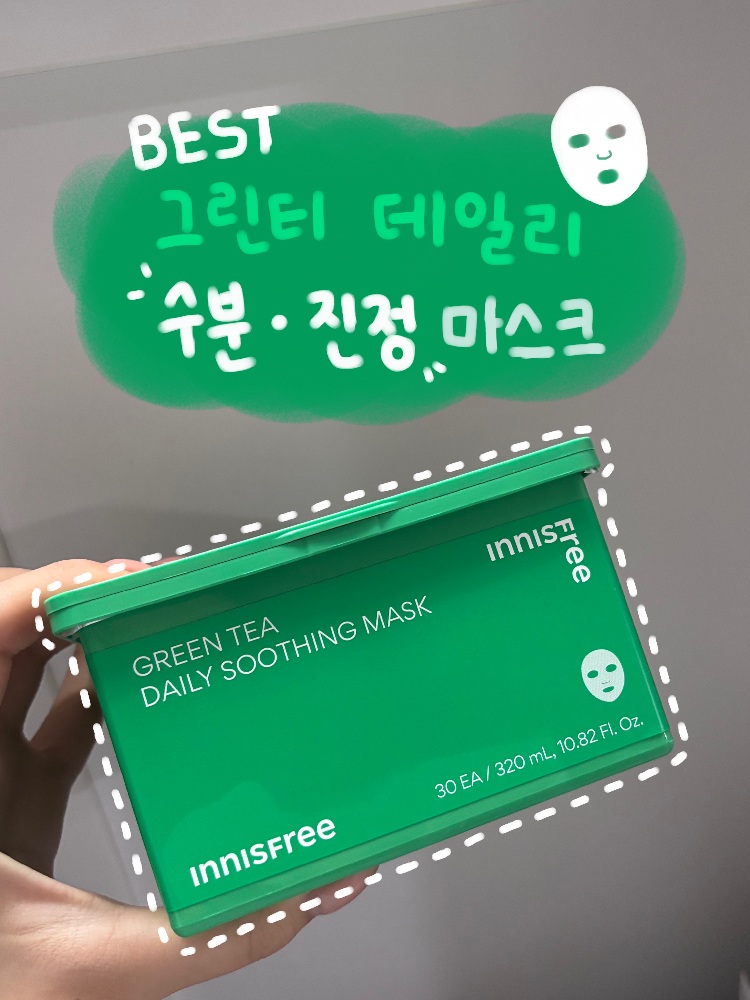 BEST
그린티 데일리
수분·진정 마스크
innisfree
GREEN TEA
DAILY SOOTHING MASK
30 EA / 320 mL, 10.82 Fl. Oz.
innisfree